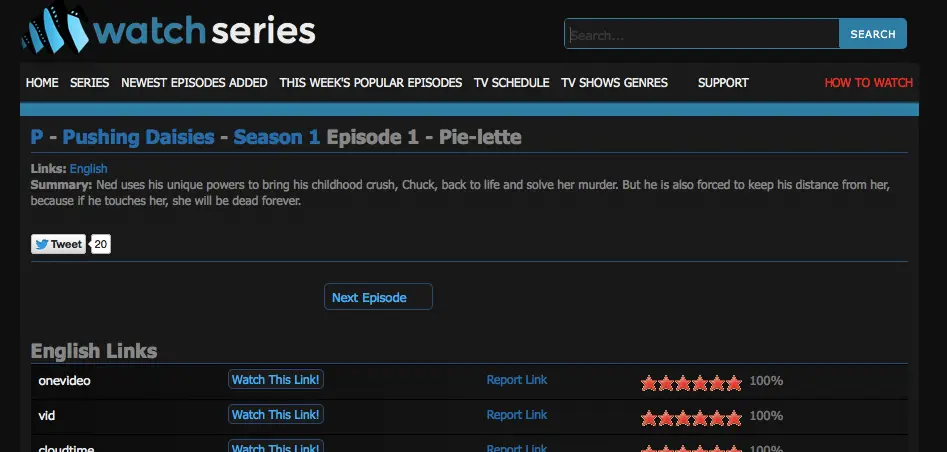 watch series
Search...
SEARCH
HOME SERIES NEWEST EPISODES ADDED THIS WEEK'S POPULAR EPISODES TV SCHEDULE TV SHOWS GENRES SUPPORT HOW TO WATCH
P - Pushing Daisies - Season 1 Episode 1 - Pie-lette
Links: English
Summary: Ned uses his unique powers to bring his childhood crush, Chuck, back to life and solve her murder. But he is also forced to keep his distance from her,
because if he touches her, she will be dead forever.
Tweet 20
Next Episode
English Links
onevideo Watch This Link! Report Link 100%
vid Watch This Link! Report Link 100%
cloudtime Watch This Link! Report Link 100%